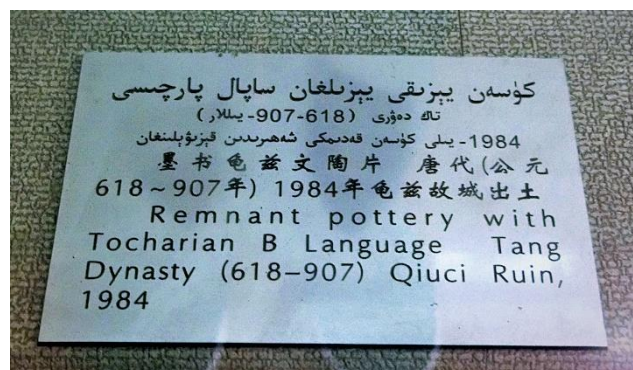 كۈسەن يېزىقى يېزىلغان ساپال پارچىسى
تاڭ دەۋرى (618-907-يىللار)
1984- يىلى كۈسەن قەدىمكى شەھىرىدىن قېزىۋېلىنغان
墨书龟兹文陶片 唐代(公元
618～907年) 1984年龟兹故城出土
Remnant pottery with
Tocharian B Language Tang
Dynasty (618–907) Qiuci Ruin,
1984